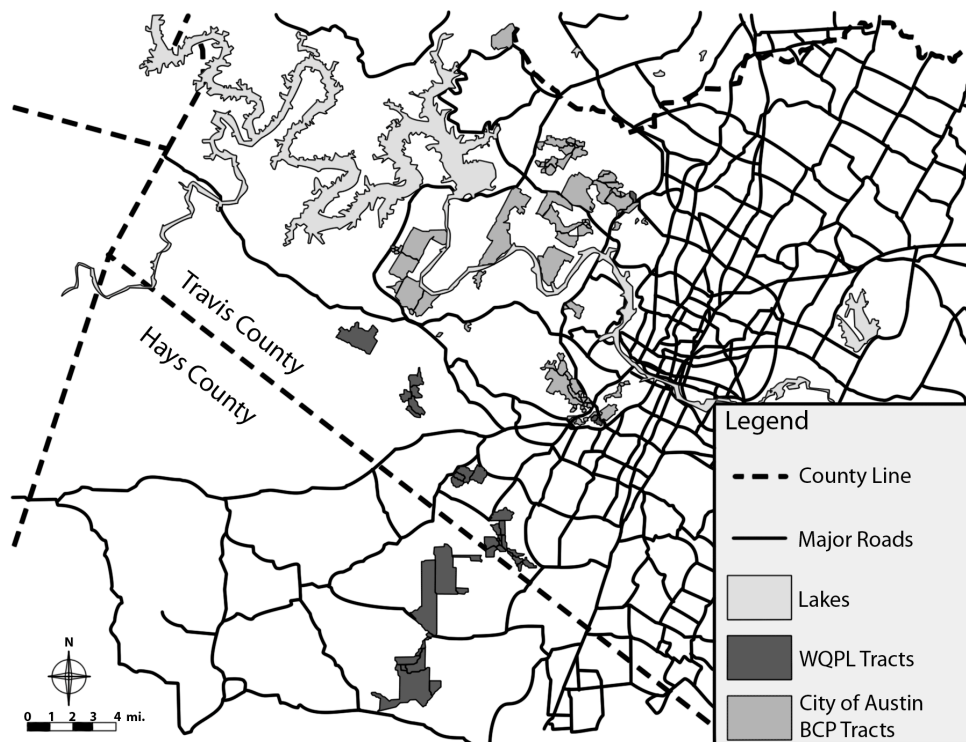 Travis County
Hays County
Legend
County Line
Major Roads
Lakes
WQPL Tracts
City of Austin
BCP Tracts
N
0 1 2 3 4 mi.